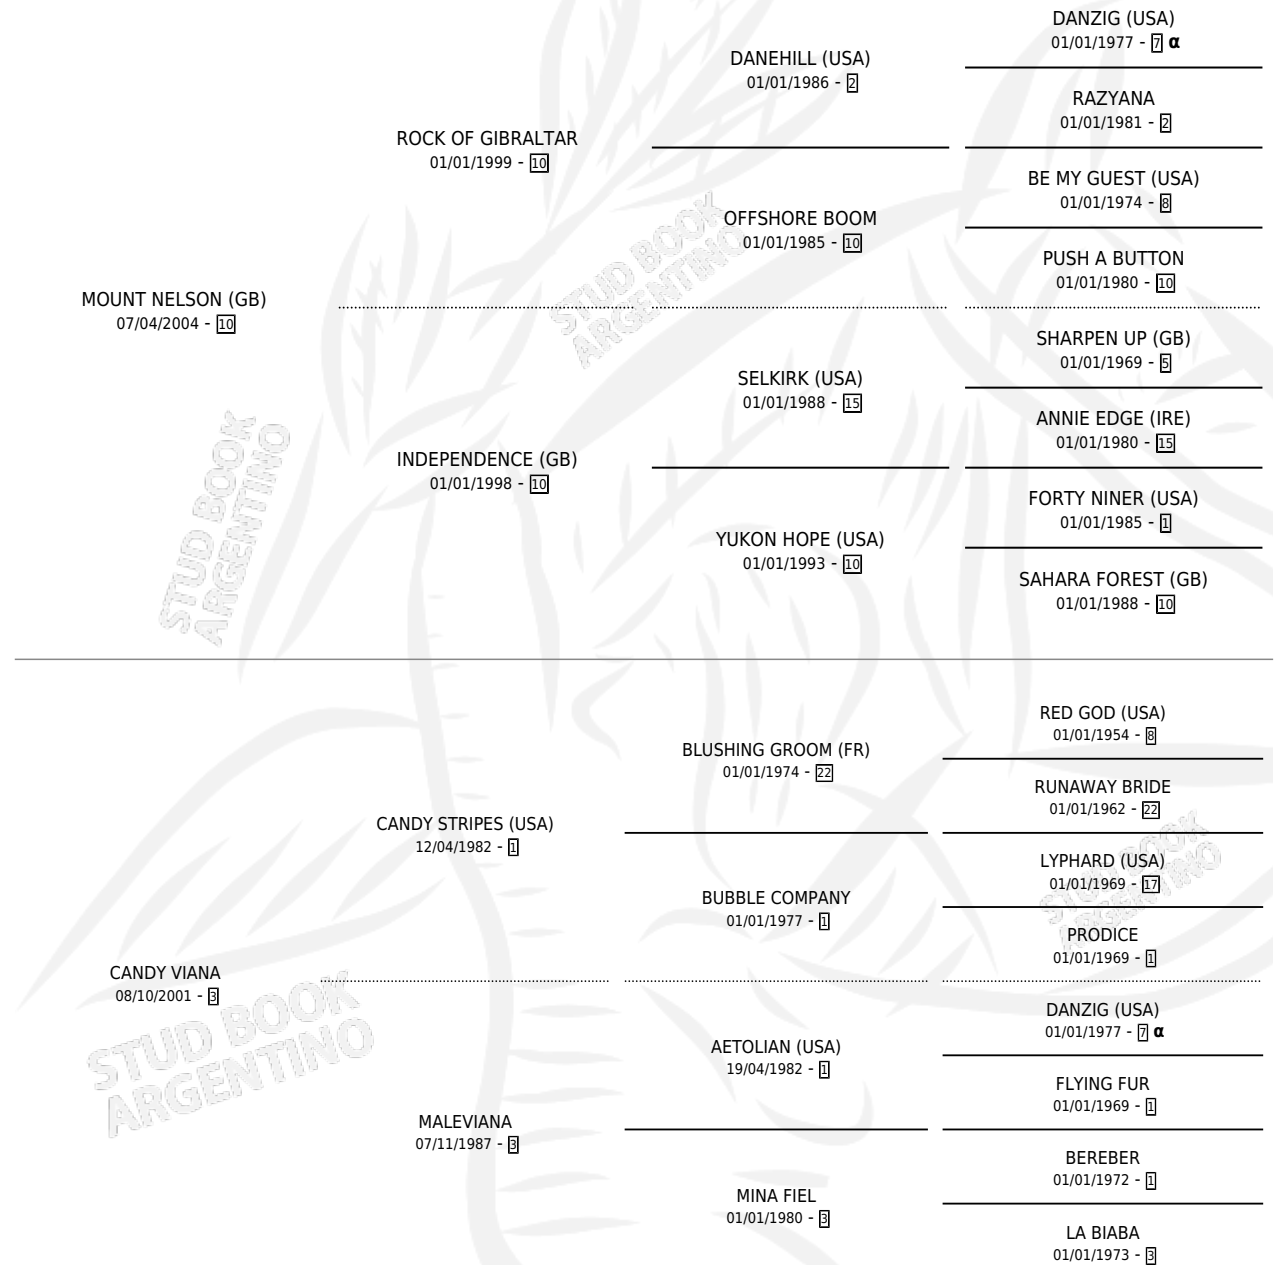 DANZIG (USA)
01/01/1977 - 7 α
DANEHILL (USA)
01/01/1986 - 2
RAZYANA
01/01/1981 - 2
ROCK OF GIBRALTAR
01/01/1999 - 10
BE MY GUEST (USA)
01/01/1974 - 8
OFFSHORE BOOM
01/01/1985 - 10
PUSH A BUTTON
01/01/1980 - 10
MOUNT NELSON (GB)
07/04/2004 - 10
SHARPEN UP (GB)
01/01/1969 - 5
SELKIRK (USA)
01/01/1988 - 15
ANNIE EDGE (IRE)
01/01/1980 - 15
INDEPENDENCE (GB)
01/01/1998 - 10
FORTY NINER (USA)
01/01/1985 - 1
YUKON HOPE (USA)
01/01/1993 - 10
SAHARA FOREST (GB)
01/01/1988 - 10
RED GOD (USA)
01/01/1954 - 8
BLUSHING GROOM (FR)
01/01/1974 - 22
RUNAWAY BRIDE
01/01/1962 - 22
CANDY STRIPES (USA)
12/04/1982 - 1
LYPHARD (USA)
01/01/1969 - 17
BUBBLE COMPANY
01/01/1977 - 1
PRODICE
01/01/1969 - 1
CANDY VIANA
08/10/2001 - 3
DANZIG (USA)
01/01/1977 - 7 α
AETOLIAN (USA)
19/04/1982 - 1
FLYING FUR
01/01/1969 - 1
MALEVIANA
07/11/1987 - 3
BEREBER
01/01/1972 - 1
MINA FIEL
01/01/1980 - 3
LA BIABA
01/01/1973 - 3
STUD BOOK
ARGENTINO
STUD BOOK
ARGENTINO
STUD BOOK
ARGENTINO
STUD BOOK
ARGENTINO